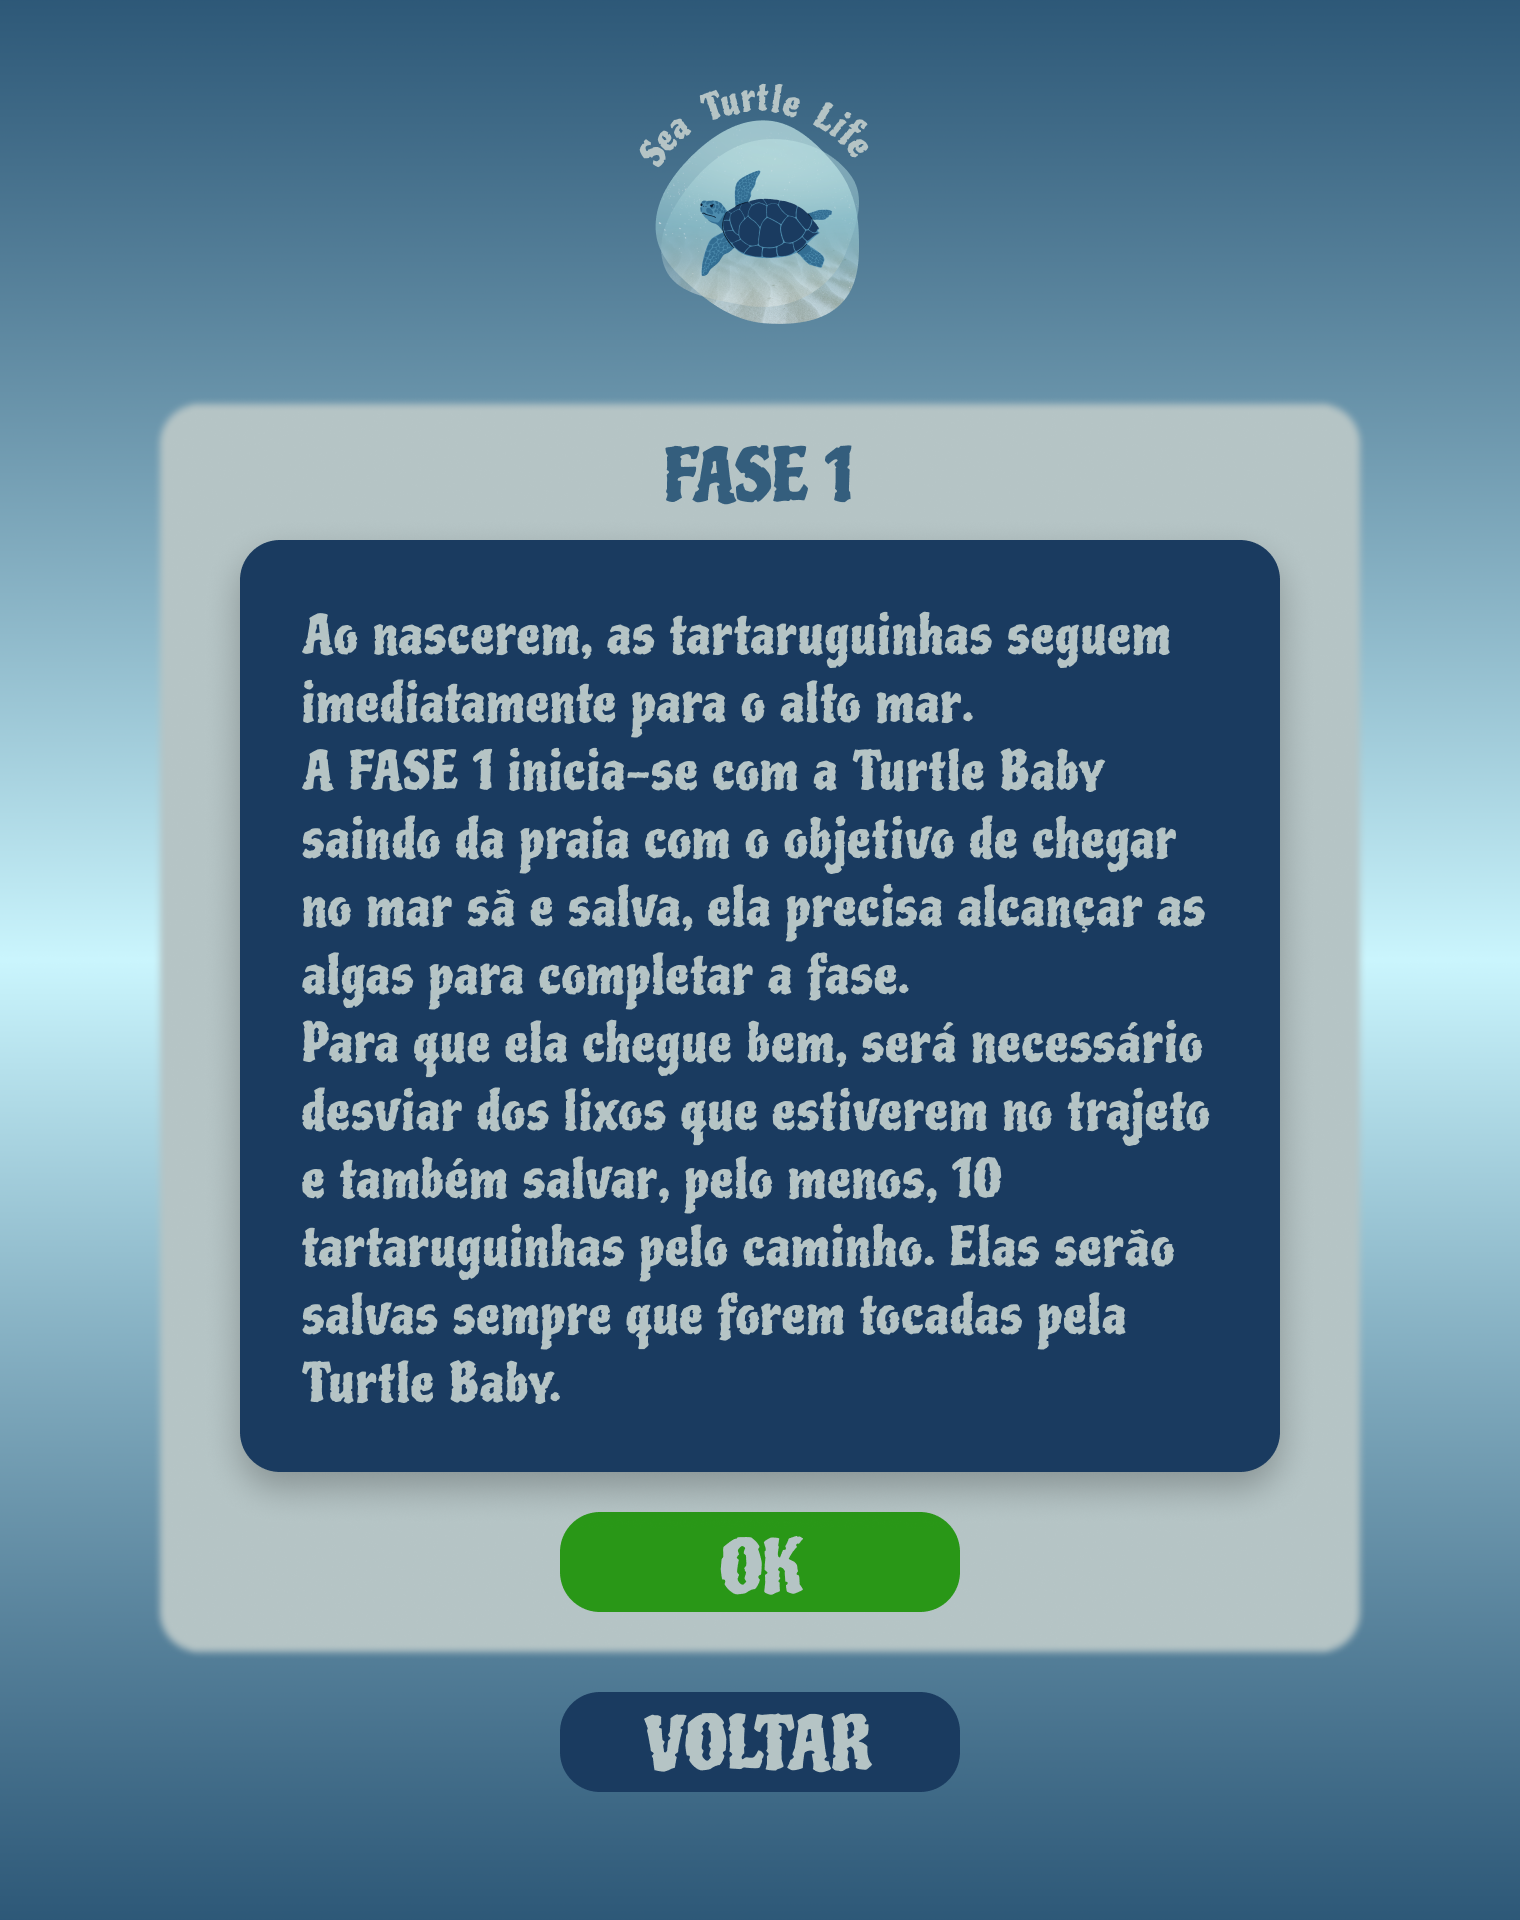 Sea Turtle Life
FASE 1
Ao nascerem, as tartaruguinhas seguem
imediatamente para o alto mar.
A FASE 1 inicia-se com a Turtle Baby
saindo da praia com o objetivo de chegar
no mar sã e salva, ela precisa alcançar as
algas para completar a fase.
Para que ela chegue bem, será necessário
desviar dos lixos que estiverem no trajeto
e também salvar, pelo menos, 10
tartaruguinhas pelo caminho. Elas serão
salvas sempre que forem tocadas pela
Turtle Baby.
OK
VOLTAR